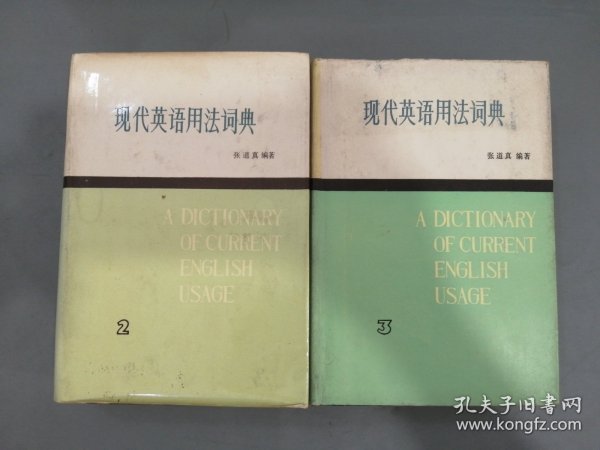 现代英语用法词典
张道真 编著
A DICTIONARY
OF CURRENT
ENGLISH
USAGE
2
现代英语用法词典
张道真 编著
A DICTIONARY
OF CURRENT
ENGLISH
USAGE
3
孔夫子旧书网
www.kongfz.com